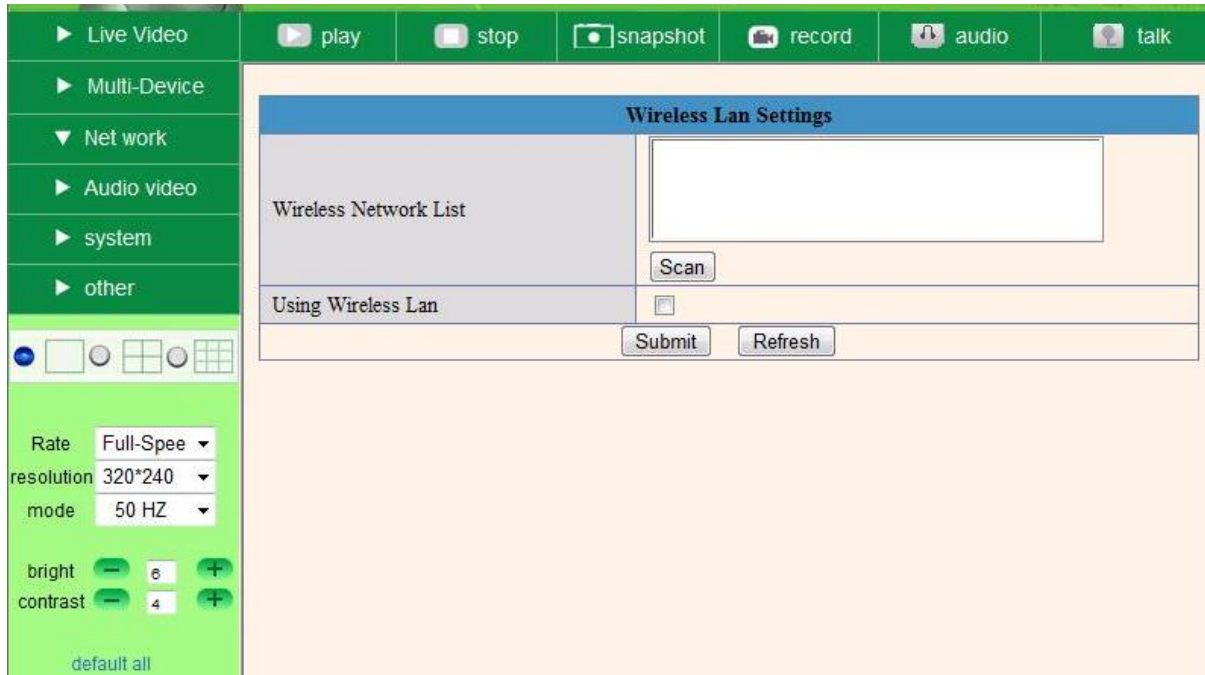 Live Video
play
stop
snapshot
record
audio
talk
Multi-Device
Net work
Audio video
system
other
Wireless Lan Settings
Wireless Network List
Scan
Using Wireless Lan
Submit
Refresh
Rate Full-Spee
resolution 320*240
mode 50 HZ
bright 6
contrast 4
default all